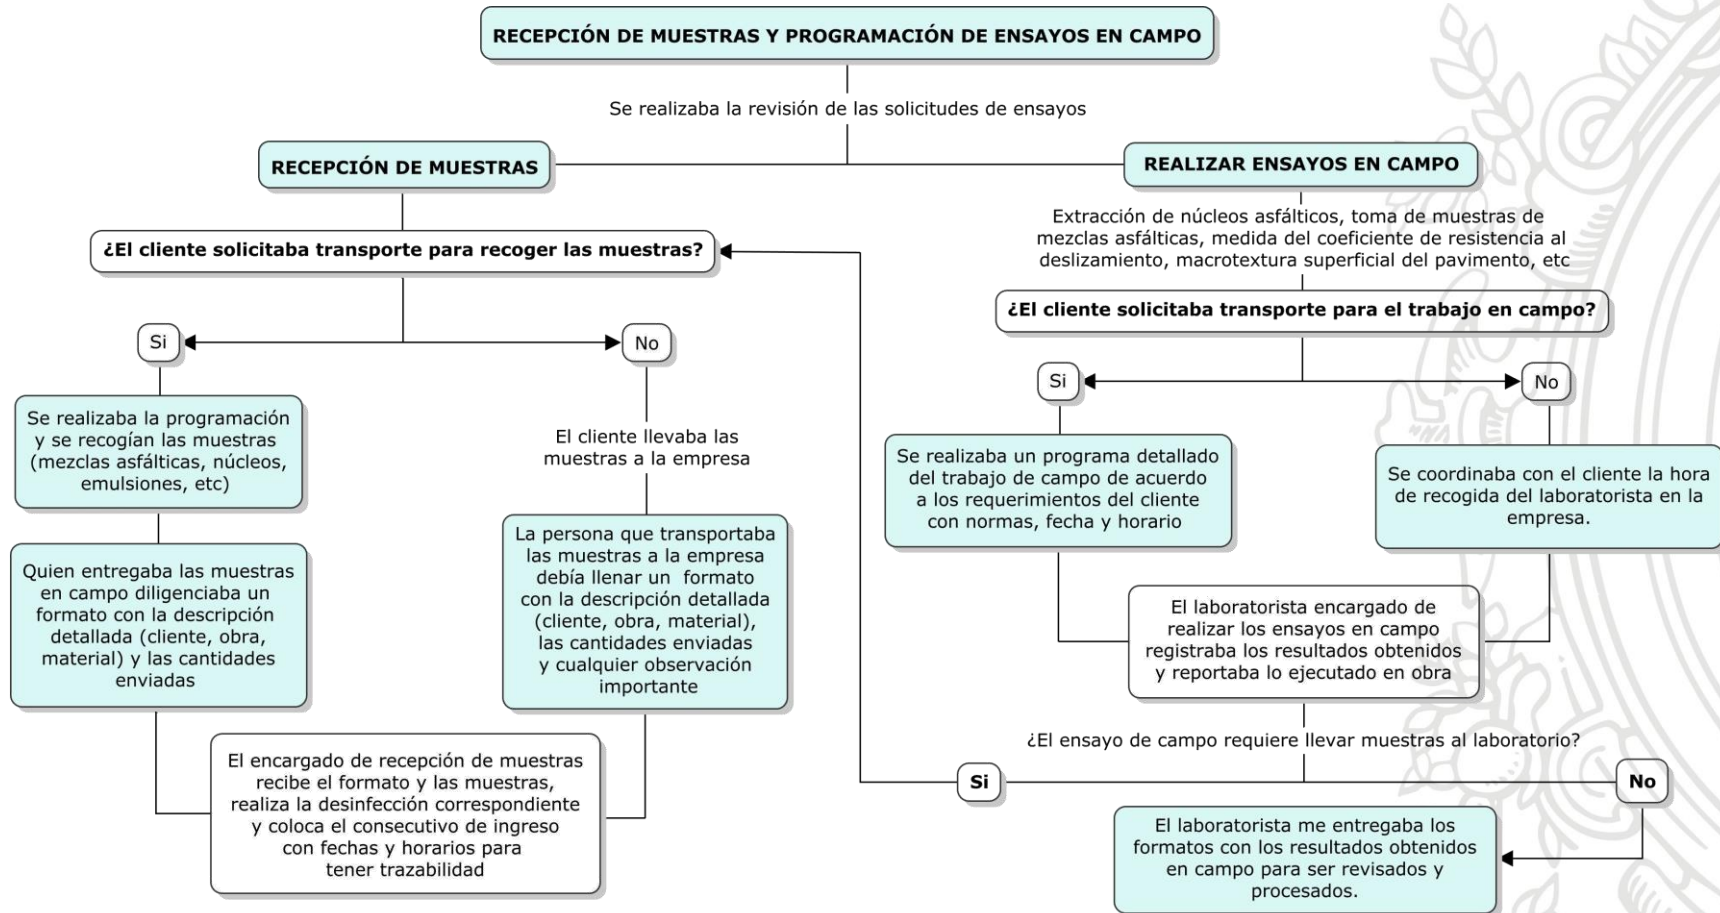 RECEPCIÓN DE MUESTRAS Y PROGRAMACIÓN DE ENSAYOS EN CAMPO
Se realizaba la revisión de las solicitudes de ensayos
RECEPCIÓN DE MUESTRAS
¿El cliente solicitaba transporte para recoger las muestras?
Si
No
Se realizaba la programación
y se recogían las muestras
(mezclas asfálticas, núcleos,
emulsiones, etc)
Quien entregaba las muestras
en campo diligenciaba un
formato con la descripción
detallada (cliente, obra,
material) y las cantidades
enviadas
El cliente llevaba las
muestras a la empresa
La persona que transportaba
las muestras a la empresa
debía llenar un formato
con la descripción detallada
(cliente, obra, material),
las cantidades enviadas
y cualquier observación
importante
El encargado de recepción de muestras
recibe el formato y las muestras,
realiza la desinfección correspondiente
y coloca el consecutivo de ingreso
con fechas y horarios para
tener trazabilidad
REALIZAR ENSAYOS EN CAMPO
Extracción de núcleos asfálticos, toma de muestras de
mezclas asfálticas, medida del coeficiente de resistencia al
deslizamiento, macrotextura superficial del pavimento, etc
¿El cliente solicitaba transporte para el trabajo en campo?
Si
No
Se realizaba un programa detallado
del trabajo de campo de acuerdo
a los requerimientos del cliente
con normas, fecha y horario
Se coordinaba con el cliente la hora
de recogida del laboratorista en la
empresa.
El laboratorista encargado de
realizar los ensayos en campo
registraba los resultados obtenidos
y reportaba lo ejecutado en obra
¿El ensayo de campo requiere llevar muestras al laboratorio?
Si
No
El laboratorista me entregaba los
formatos con los resultados obtenidos
en campo para ser revisados y
procesados.